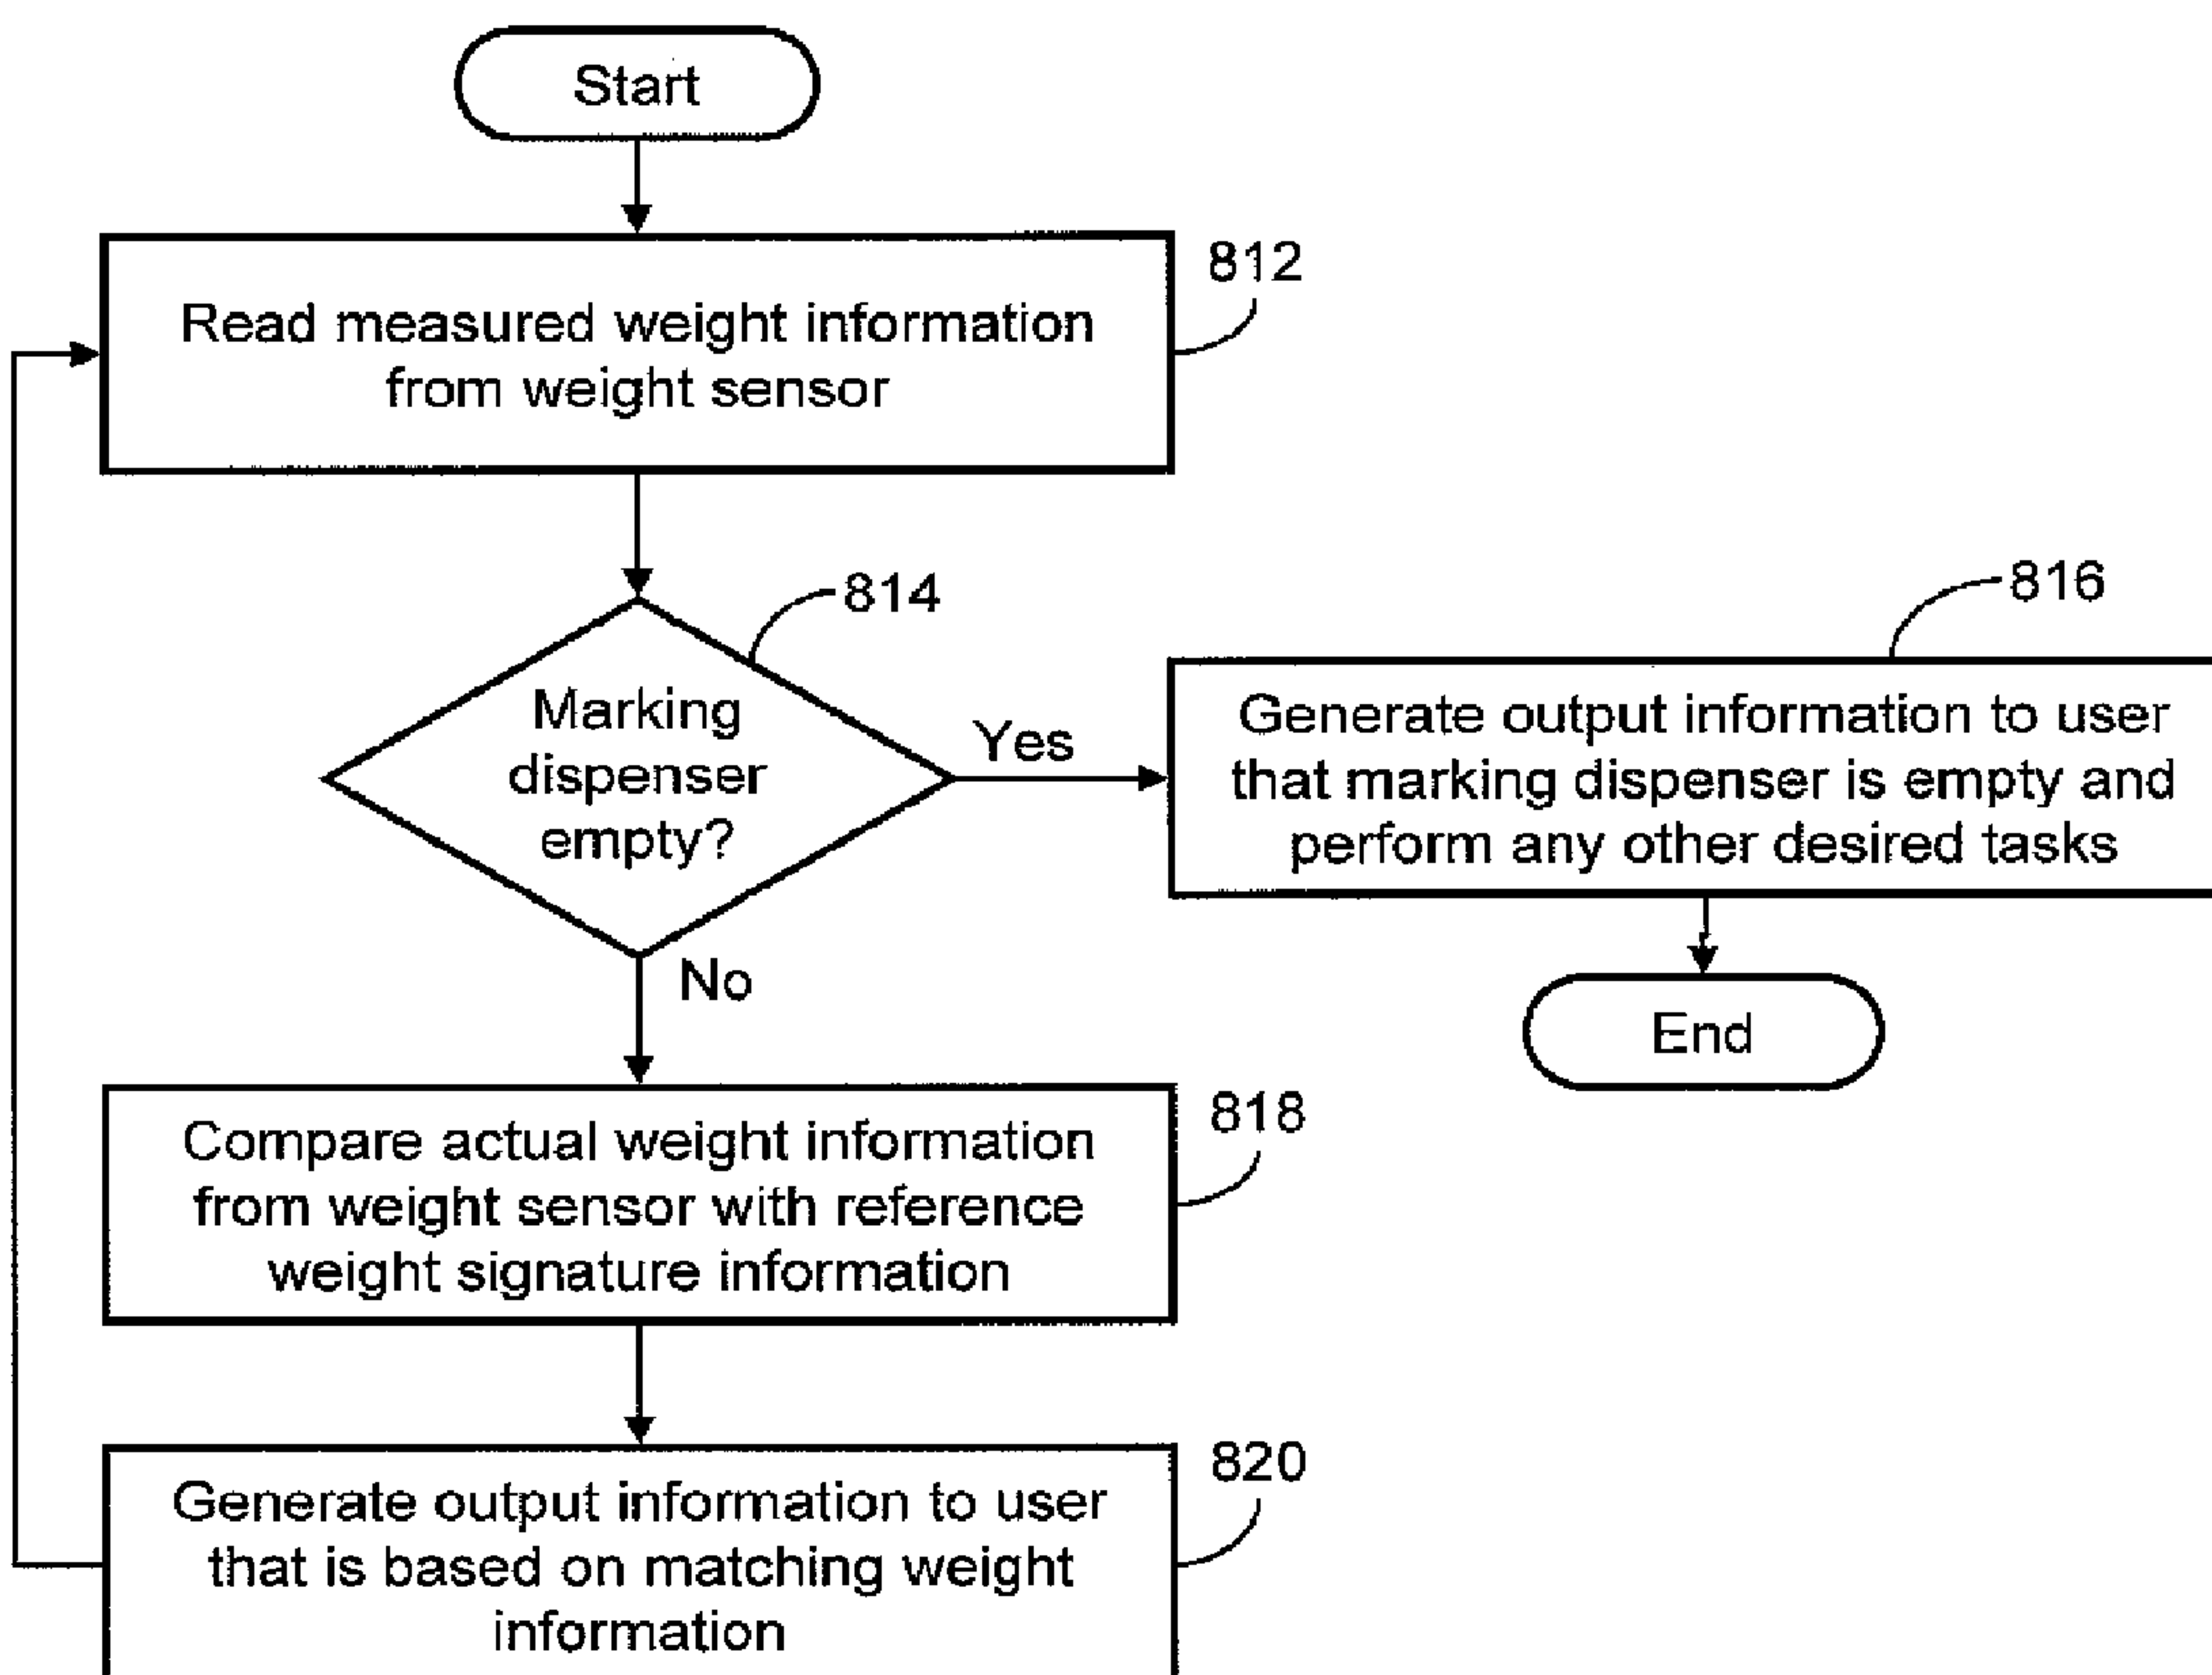 Start
812
Read measured weight information
from weight sensor
814
Marking
dispenser
empty?
Yes
816
Generate output information to user
that marking dispenser is empty and
perform any other desired tasks
End
No
818
Compare actual weight information
from weight sensor with reference
weight signature information
820
Generate output information to user
that is based on matching weight
information